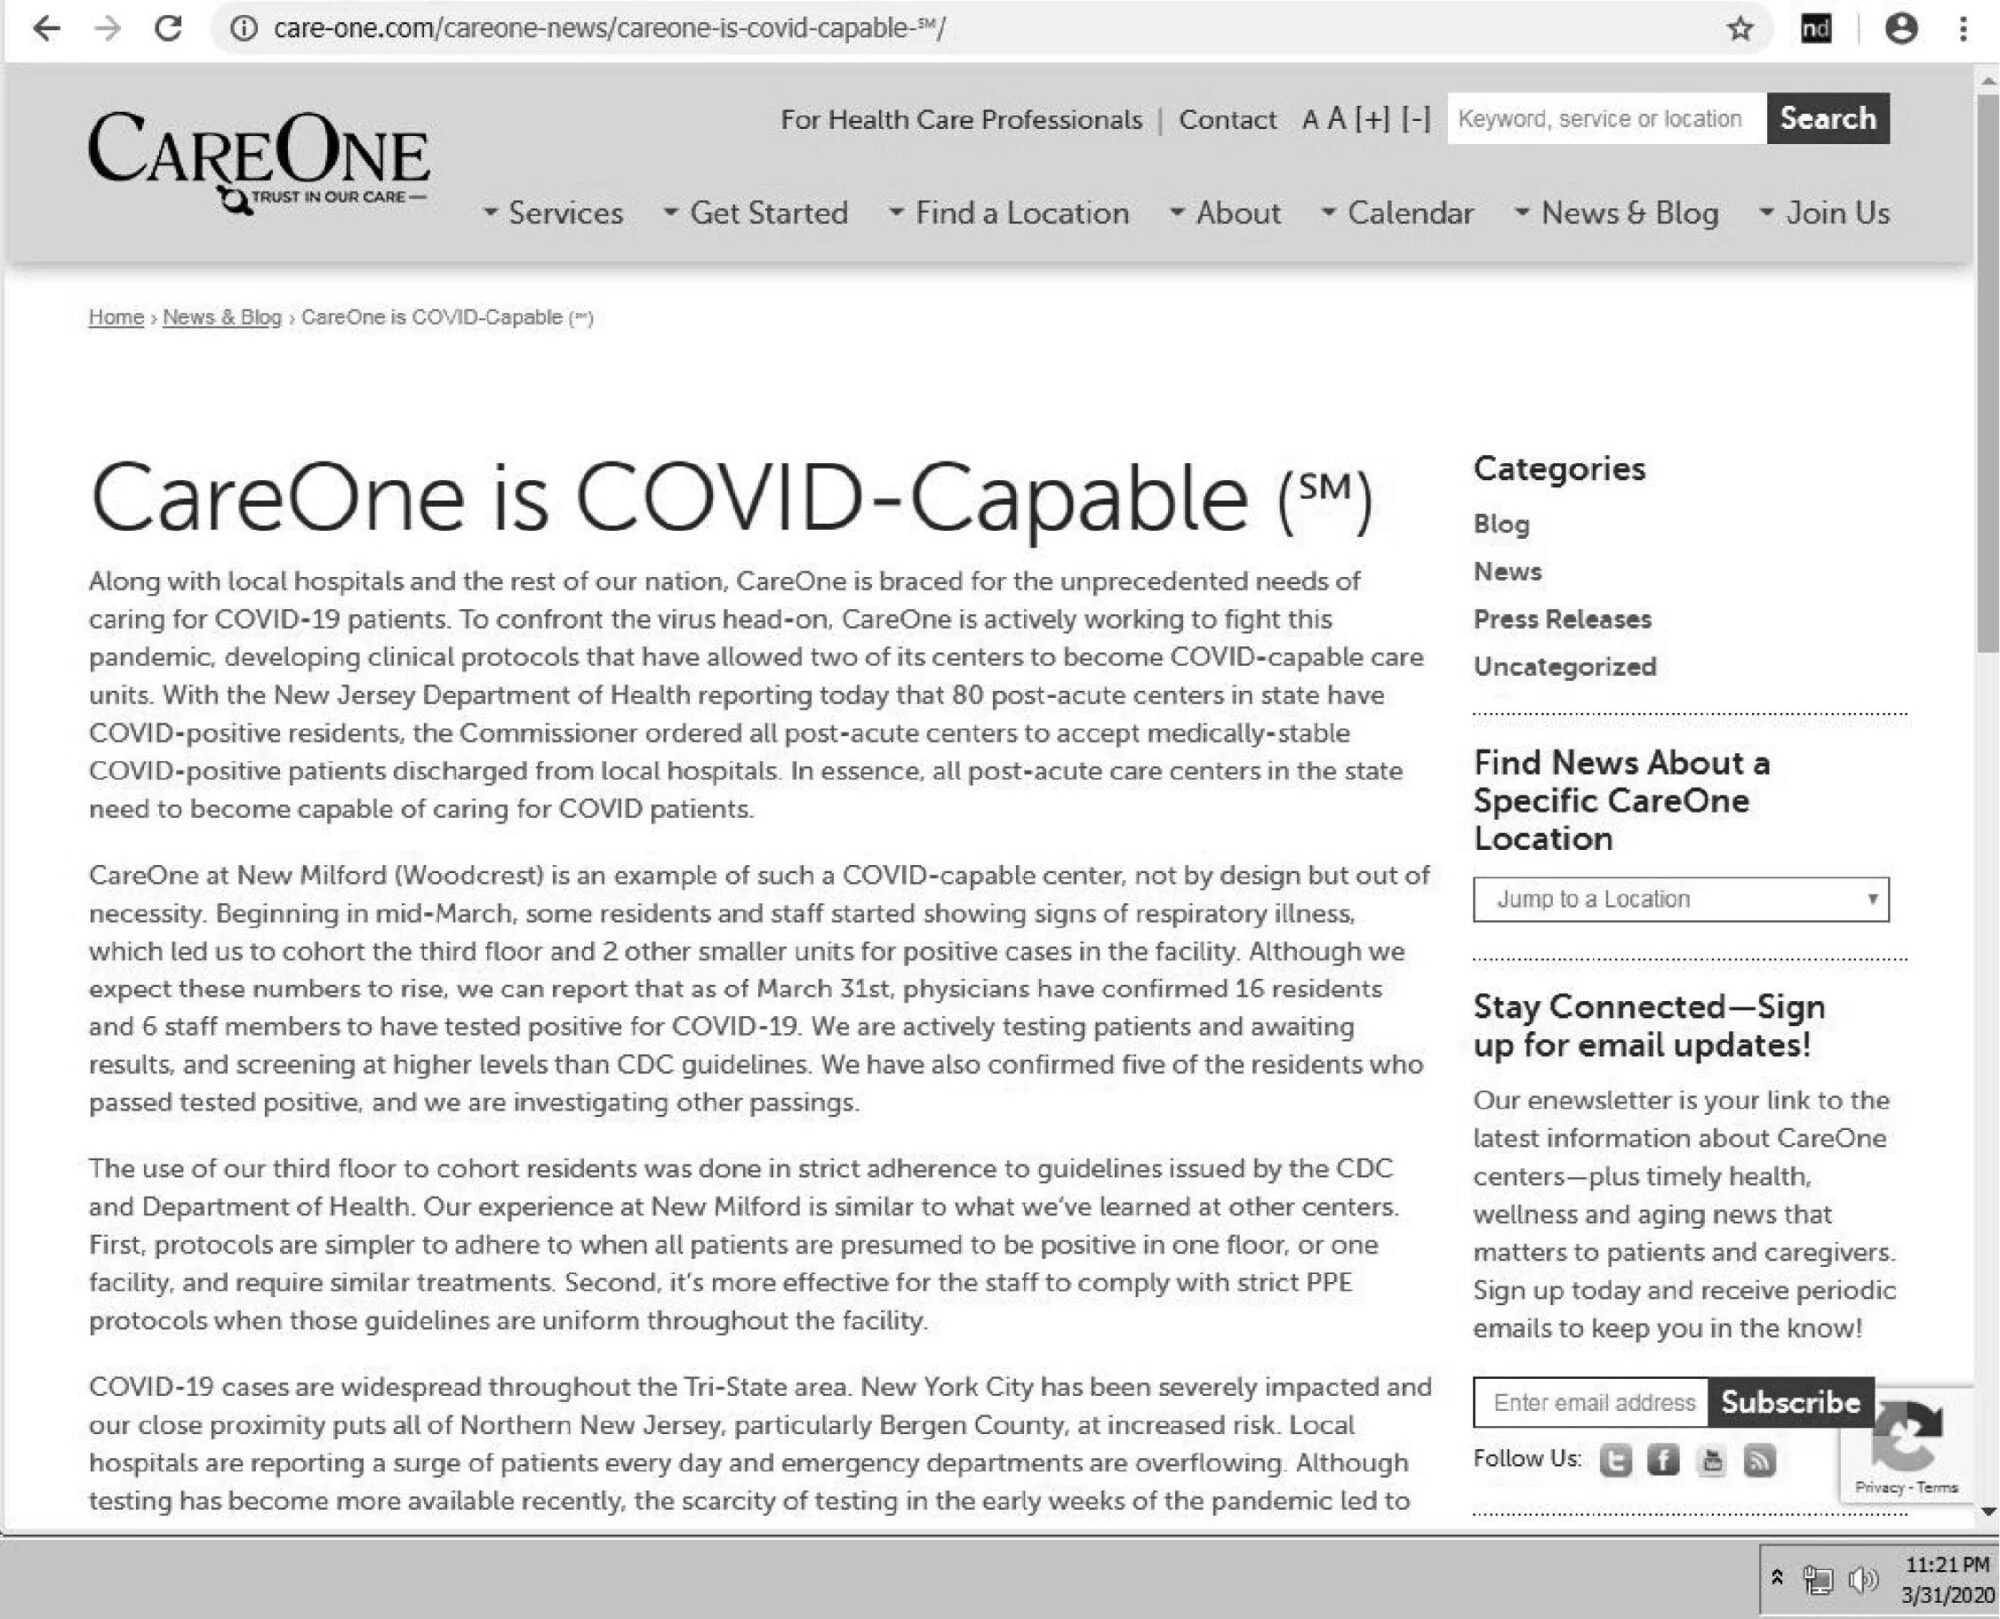 care-one.com/careone-news/careone-is-covid-capable-℠/
nd
For Health Care Professionals | Contact A A [+] [-] Keyword, service or location Search
CAREONE
TRUST IN OUR CARE
Services Get Started Find a Location About Calendar News & Blog Join Us
Home › News & Blog › CareOne is COVID-Capable (℠)
CareOne is COVID-Capable (℠)
Along with local hospitals and the rest of our nation, CareOne is braced for the unprecedented needs of
caring for COVID-19 patients. To confront the virus head-on, CareOne is actively working to fight this
pandemic, developing clinical protocols that have allowed two of its centers to become COVID-capable care
units. With the New Jersey Department of Health reporting today that 80 post-acute centers in state have
COVID-positive residents, the Commissioner ordered all post-acute centers to accept medically-stable
COVID-positive patients discharged from local hospitals. In essence, all post-acute care centers in the state
need to become capable of caring for COVID patients.
CareOne at New Milford (Woodcrest) is an example of such a COVID-capable center, not by design but out of
necessity. Beginning in mid-March, some residents and staff started showing signs of respiratory illness,
which led us to cohort the third floor and 2 other smaller units for positive cases in the facility. Although we
expect these numbers to rise, we can report that as of March 31st, physicians have confirmed 16 residents
and 6 staff members to have tested positive for COVID-19. We are actively testing patients and awaiting
results, and screening at higher levels than CDC guidelines. We have also confirmed five of the residents who
passed tested positive, and we are investigating other passings.
The use of our third floor to cohort residents was done in strict adherence to guidelines issued by the CDC
and Department of Health. Our experience at New Milford is similar to what we've learned at other centers.
First, protocols are simpler to adhere to when all patients are presumed to be positive in one floor, or one
facility, and require similar treatments. Second, it's more effective for the staff to comply with strict PPE
protocols when those guidelines are uniform throughout the facility.
COVID-19 cases are widespread throughout the Tri-State area. New York City has been severely impacted and
our close proximity puts all of Northern New Jersey, particularly Bergen County, at increased risk. Local
hospitals are reporting a surge of patients every day and emergency departments are overflowing. Although
testing has become more available recently, the scarcity of testing in the early weeks of the pandemic led to
Categories
Blog
News
Press Releases
Uncategorized
Find News About a
Specific CareOne
Location
Jump to a Location
Stay Connected—Sign
up for email updates!
Our enewsletter is your link to the
latest information about CareOne
centers—plus timely health,
wellness and aging news that
matters to patients and caregivers.
Sign up today and receive periodic
emails to keep you in the know!
Enter email address Subscribe
Follow Us:
Privacy - Terms
11:21 PM
3/31/2020